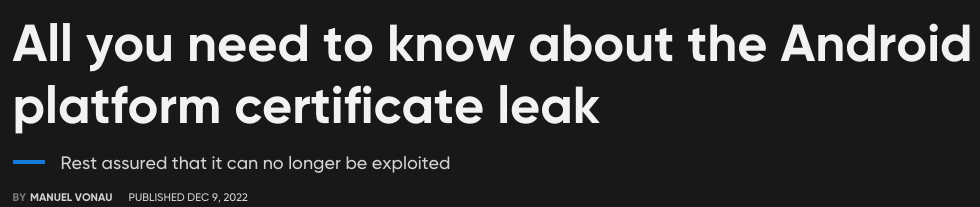 All you need to know about the Android
platform certificate leak
Rest assured that it can no longer be exploited
BY MANUEL VONAU PUBLISHED DEC 9, 2022